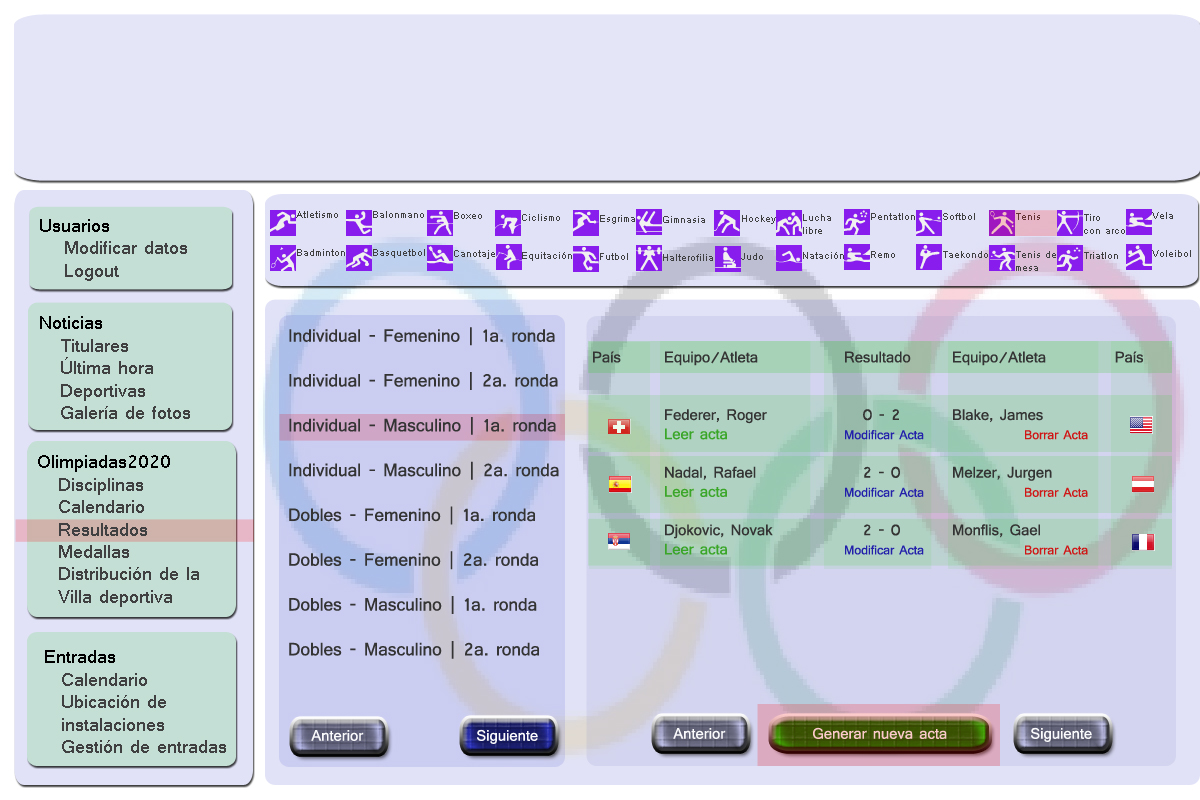 Usuarios
Modificar datos
Logout
Noticias
Titulares
Última hora
Deportivas
Galería de fotos
Olimpiadas2020
Disciplinas
Calendario
Resultados
Medallas
Distribución de la
Villa deportiva
Entradas
Calendario
Ubicación de
instalaciones
Gestión de entradas
Atletismo Balonmano Boxeo Ciclismo Esgrima Gimnasia Hockey Lucha libre Pentatlon Softbol Tenis Tiro con arco Vela
Badminton Basquetbol Canotaje Equitación Futbol Halterofilia Judo Natación Remo Taekondo Tenis de mesa Triatlon Voleibol
Individual - Femenino | 1a. ronda
Individual - Femenino | 2a. ronda
Individual - Masculino | 1a. ronda
Individual - Masculino | 2a. ronda
Dobles - Femenino | 1a. ronda
Dobles - Femenino | 2a. ronda
Dobles - Masculino | 1a. ronda
Dobles - Masculino | 2a. ronda
Anterior Siguiente
País Equipo/Atleta Resultado Equipo/Atleta País
Federer, Roger 0 - 2 Blake, James
Leer acta Modificar Acta Borrar Acta
Nadal, Rafael 2 - 0 Melzer, Jurgen
Leer acta Modificar Acta Borrar Acta
Djokovic, Novak 2 - 0 Monflis, Gael
Leer acta Modificar Acta Borrar Acta
Anterior Generar nueva acta Siguiente